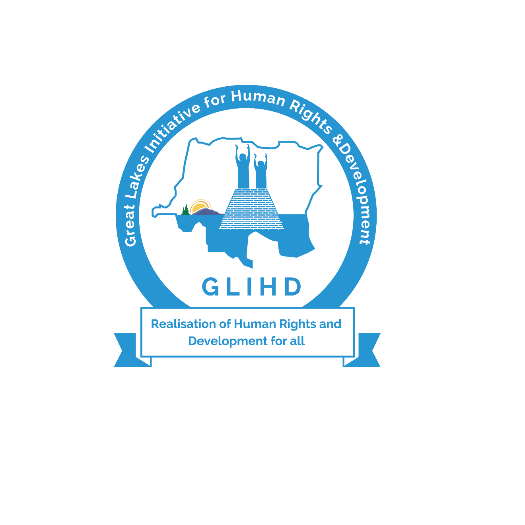 Great Lakes Initiative for Human Rights &Development
GLIHD
Realisation of Human Rights and
Development for all